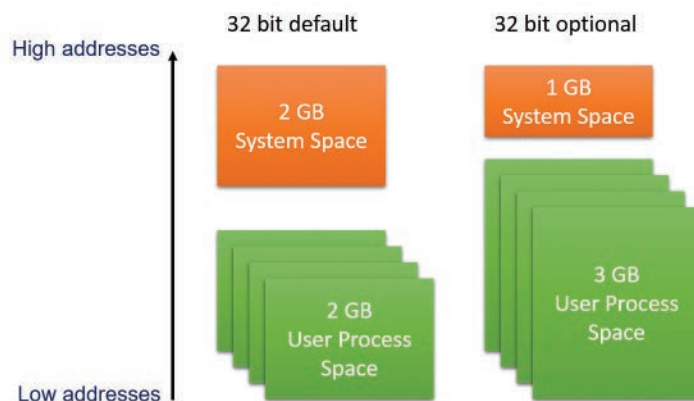 32 bit default
32 bit optional
High addresses
2 GB
System Space
1 GB
System Space
2 GB
User Process
Space
3 GB
User Process
Space
Low addresses